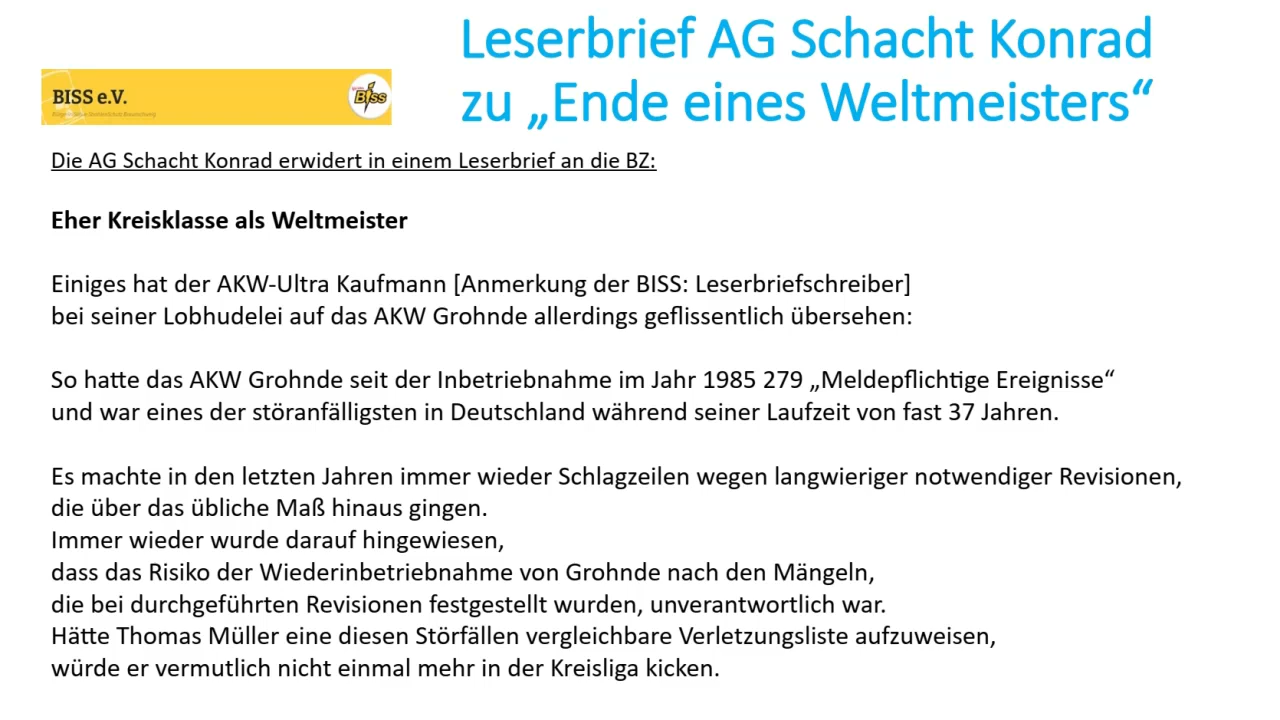 Leserbrief AG Schacht Konrad
zu „Ende eines Weltmeisters“
BISS e.V.
Biss
Die AG Schacht Konrad erwidert in einem Leserbrief an die BZ:
Eher Kreisklasse als Weltmeister
Einiges hat der AKW-Ultra Kaufmann [Anmerkung der BISS: Leserbriefschreiber]
bei seiner Lobhudelei auf das AKW Grohnde allerdings geflissentlich übersehen:
So hatte das AKW Grohnde seit der Inbetriebnahme im Jahr 1985 279 „Meldepflichtige Ereignisse“
und war eines der störanfälligsten in Deutschland während seiner Laufzeit von fast 37 Jahren.
Es machte in den letzten Jahren immer wieder Schlagzeilen wegen langwieriger notwendiger Revisionen,
die über das übliche Maß hinaus gingen.
Immer wieder wurde darauf hingewiesen,
dass das Risiko der Wiederinbetriebnahme von Grohnde nach den Mängeln,
die bei durchgeführten Revisionen festgestellt wurden, unverantwortlich war.
Hätte Thomas Müller eine diesen Störfällen vergleichbare Verletzungsliste aufzuweisen,
würde er vermutlich nicht einmal mehr in der Kreisliga kicken.